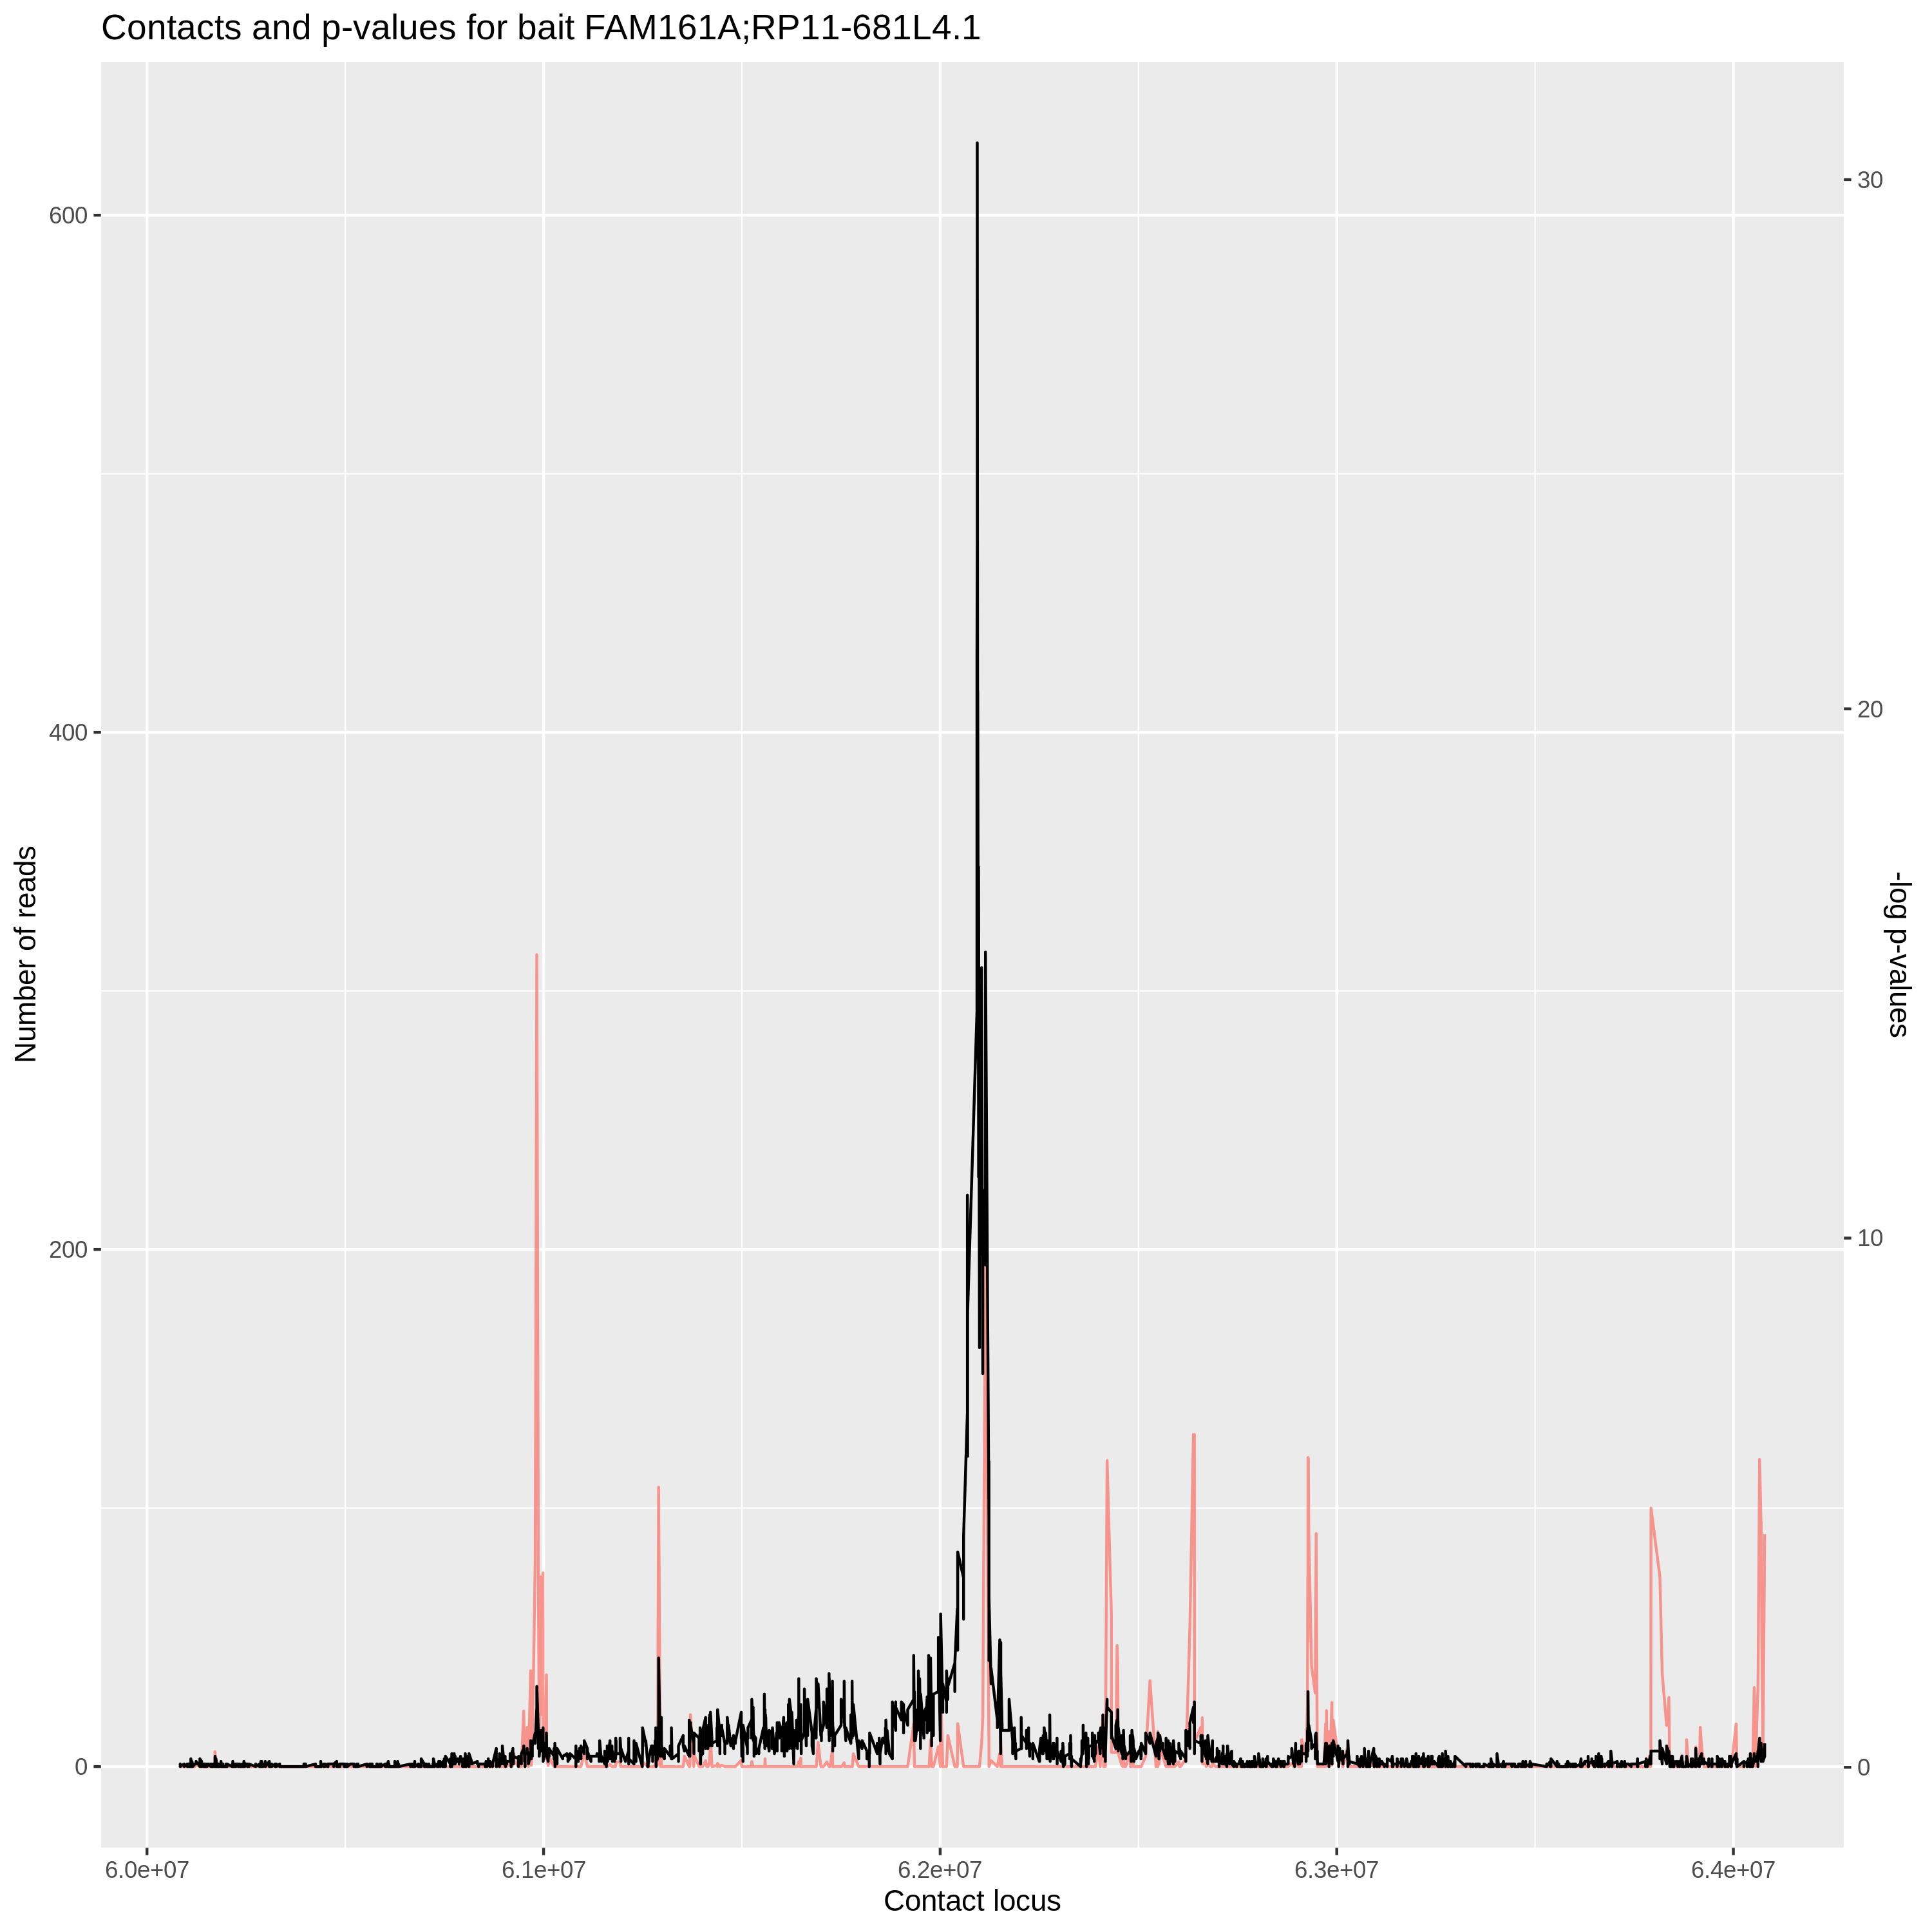 Contacts and p-values for bait FAM161A;RP11-681L4.1
600
400
200
0
Number of reads
30
20
10
0
-log p-values
6.0e+07
6.1e+07
6.2e+07
6.3e+07
6.4e+07
Contact locus